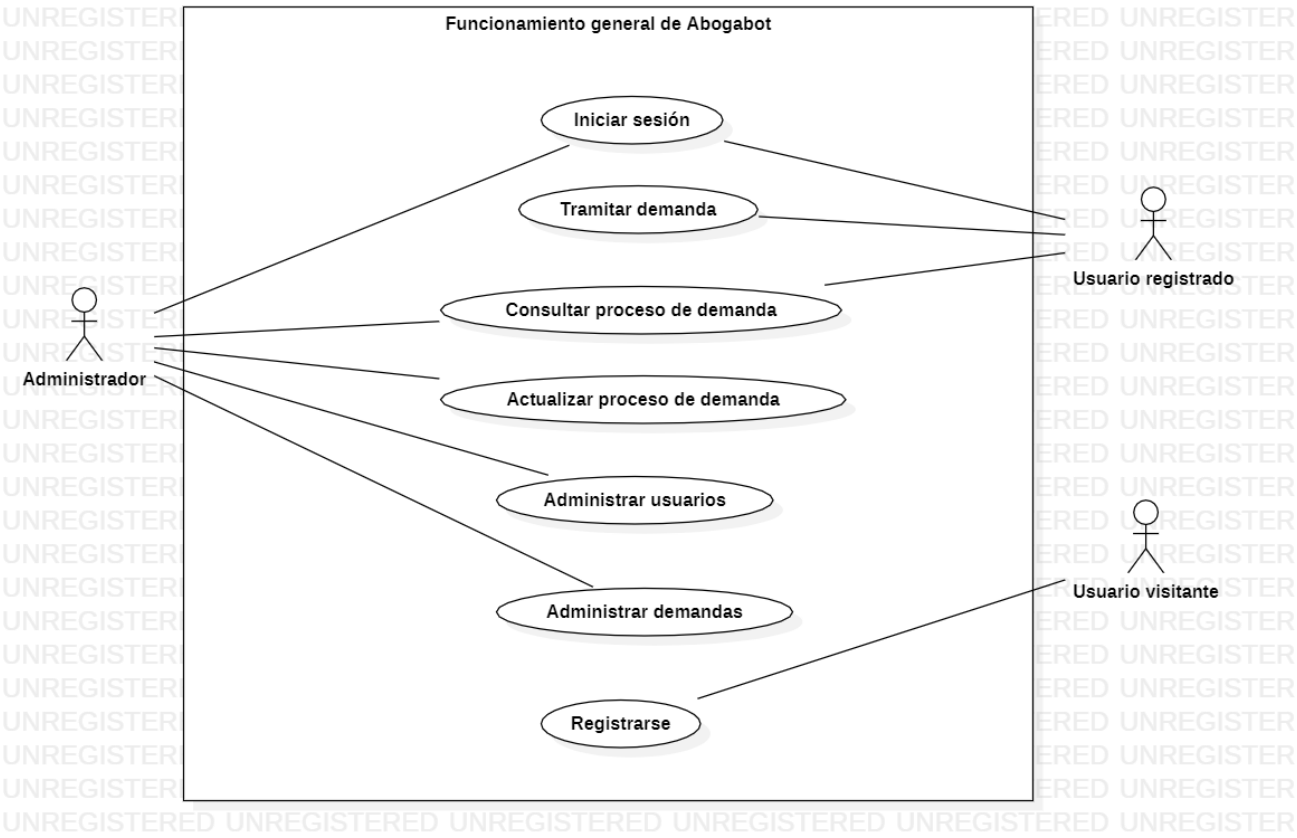 Funcionamiento general de Abogabot
Iniciar sesión
Tramitar demanda
Usuario registrado
Consultar proceso de demanda
Administrador
Actualizar proceso de demanda
Administrar usuarios
Usuario visitante
Administrar demandas
Registrarse
UNREGISTERED UNREGISTERED UNREGISTERED UNREGISTERED UNREGISTERED UNREGISTER